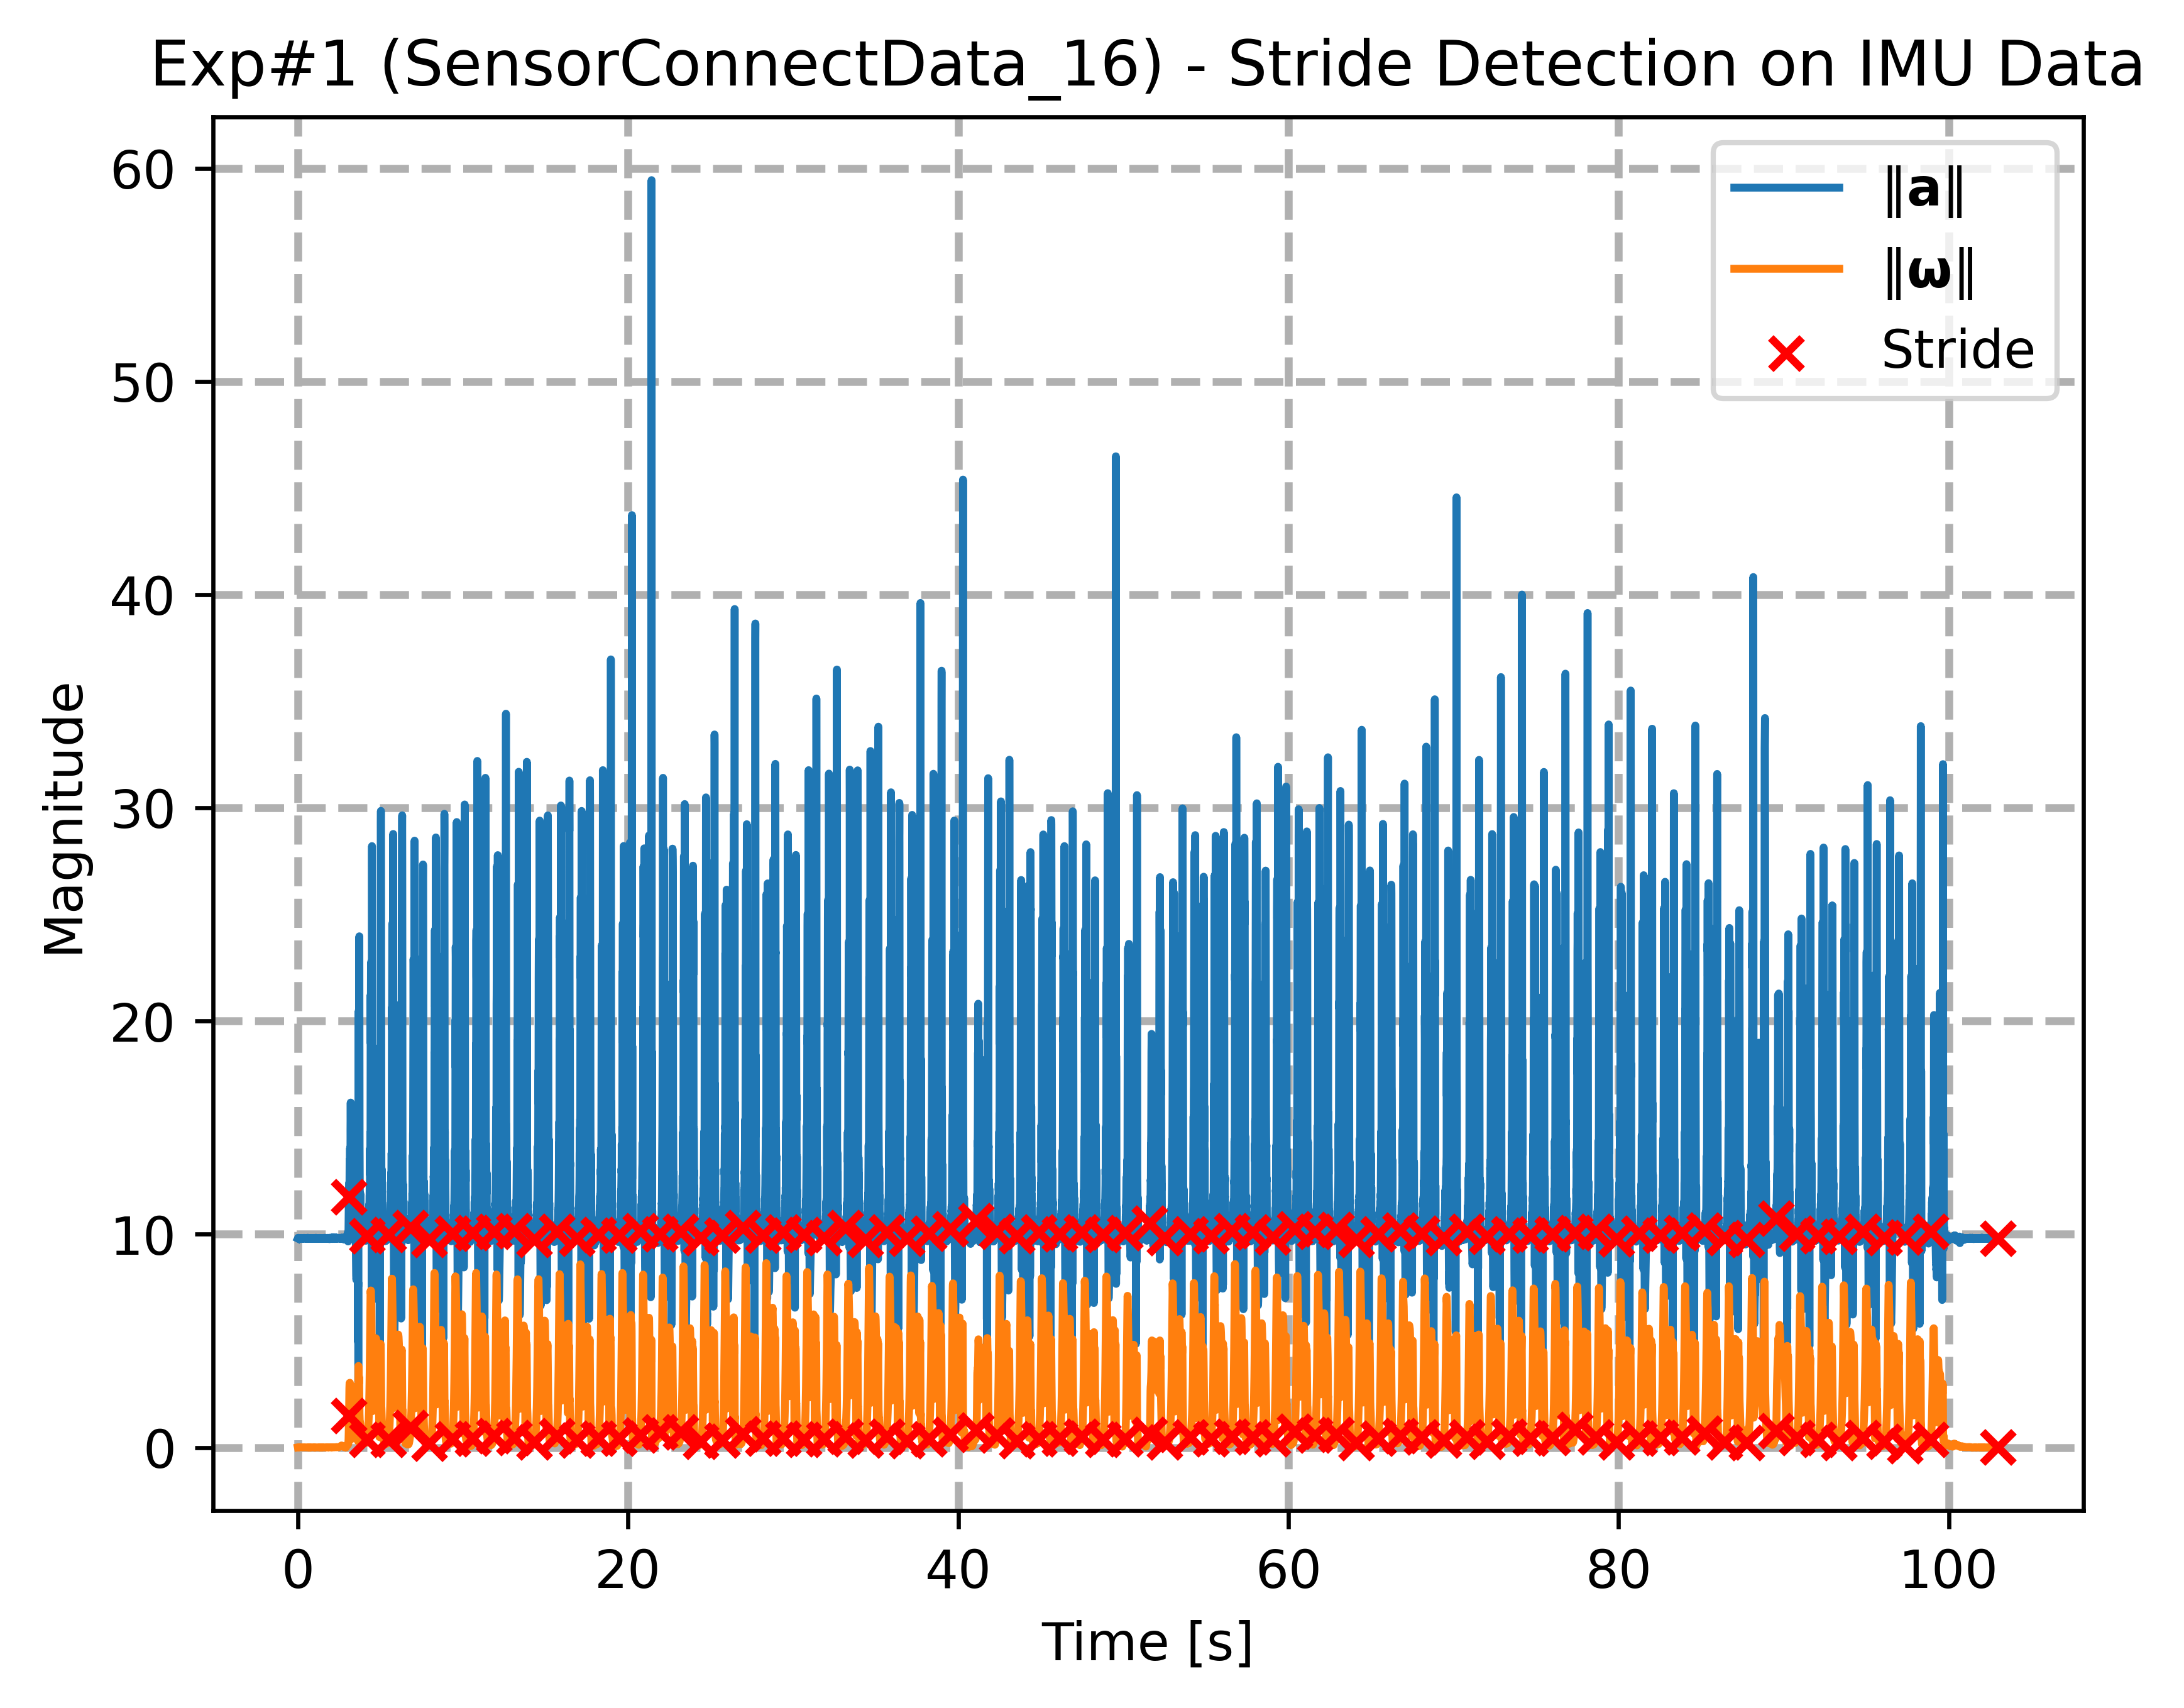 Exp#1 (SensorConnectData_16) - Stride Detection on IMU Data
‖a‖
‖ω‖
Stride
Magnitude
60
50
40
30
20
10
0
0 20 40 60 80 100
Time [s]